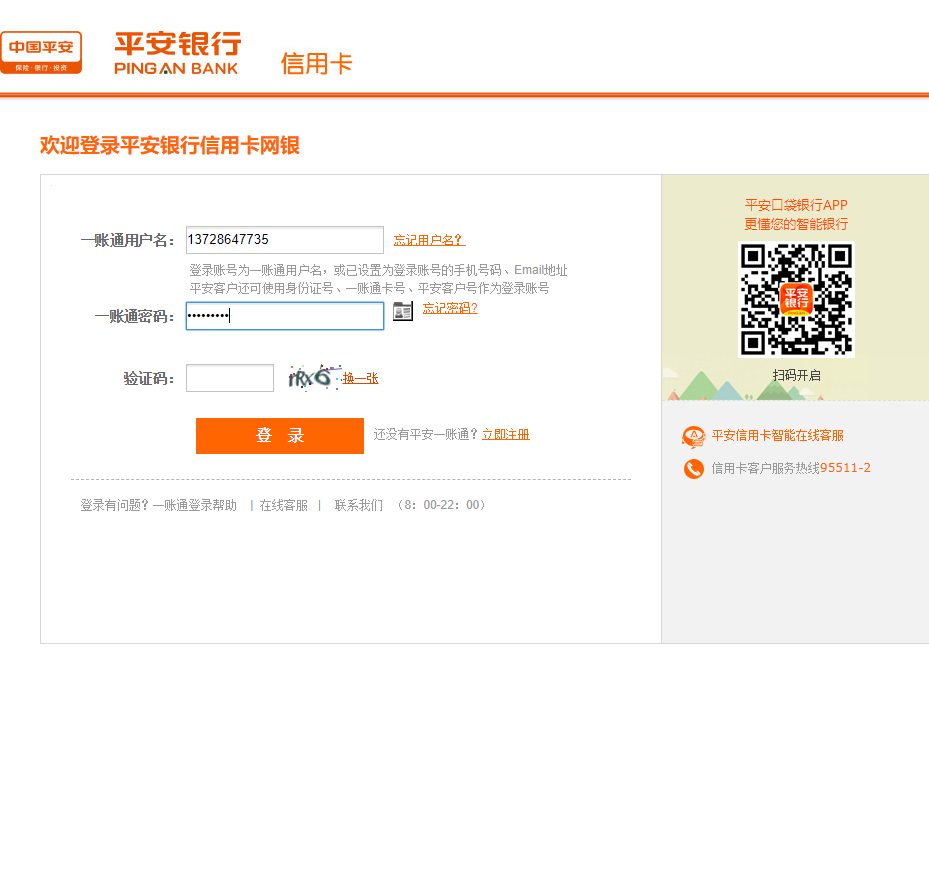 中国平安
保险·银行·投资
平安银行
PINGAN BANK
信用卡
欢迎登录平安银行信用卡网银
一账通用户名：
13728647735
忘记用户名？
登录账号为一账通用户名，或已设置为登录账号的手机号码、Email地址
平安客户还可使用身份证号、一账通卡号、平安客户号作为登录账号
一账通密码：
•••••••••
忘记密码?
验证码：
换一张
登 录
还没有平安一账通？立即注册
登录有问题？一账通登录帮助 | 在线客服 | 联系我们 （8：00-22：00）
平安口袋银行APP
更懂您的智能银行
平安
银行
扫码开启
平安信用卡智能在线客服
信用卡客户服务热线95511-2